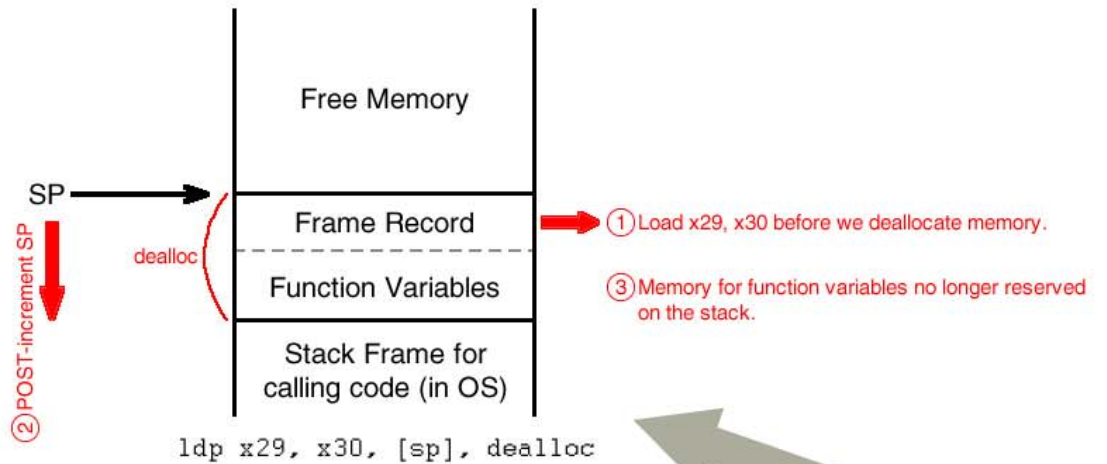 Free Memory
SP
Frame Record
① Load x29, x30 before we deallocate memory.
dealloc
② POST-increment SP
Function Variables
③ Memory for function variables no longer reserved
on the stack.
Stack Frame for
calling code (in OS)
ldp x29, x30, [sp], dealloc